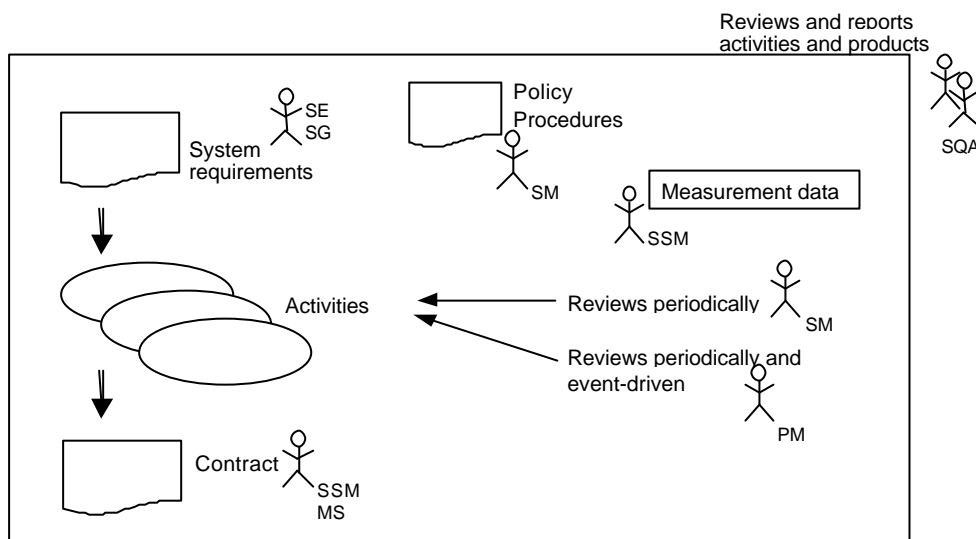 Reviews and reports
activities and products
SQA
SE
SG
System
requirements
Policy
Procedures
SM
Measurement data
SSM
Activities
Reviews periodically
SM
Reviews periodically and
event-driven
PM
Contract
SSM
MS